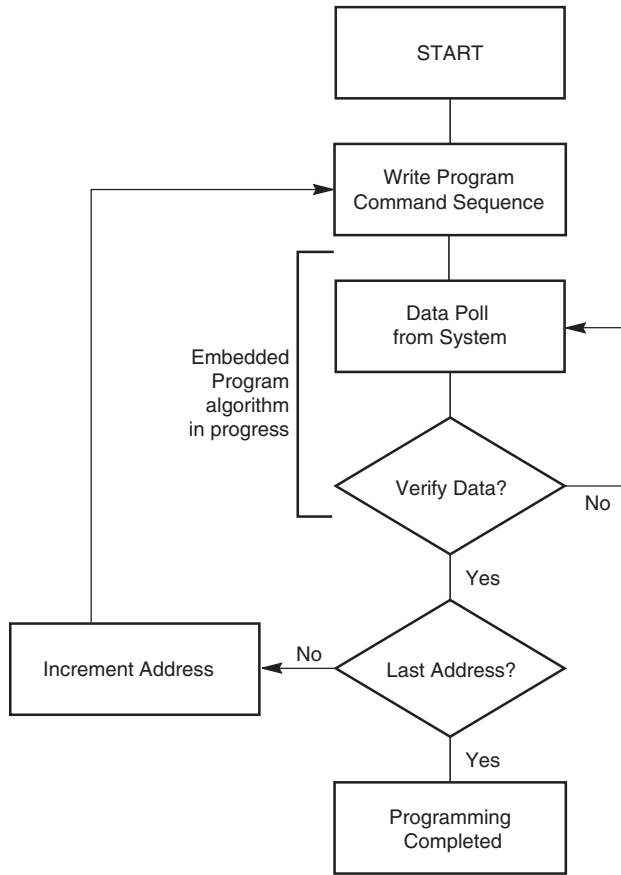 START
Write Program
Command Sequence
Data Poll
from System
Embedded
Program
algorithm
in progress
Verify Data?
No
Yes
Increment Address
No
Last Address?
Yes
Programming
Completed